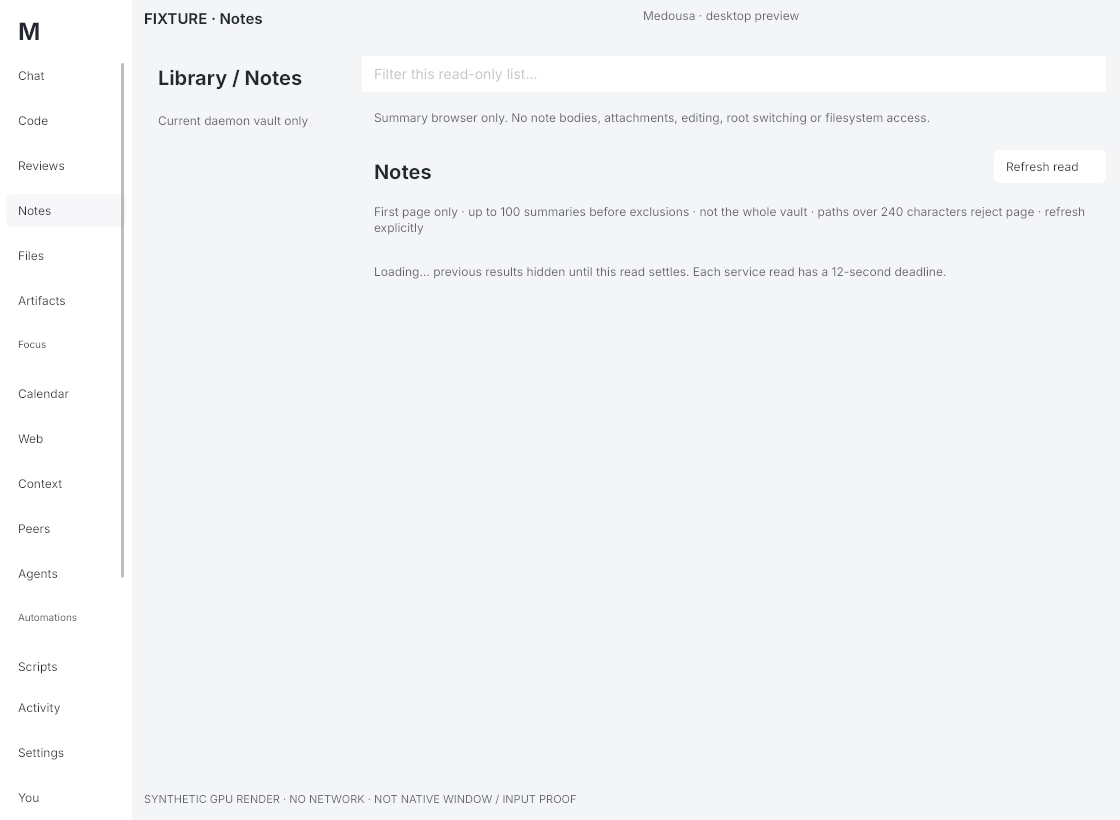 M
Chat
Code
Reviews
Notes
Files
Artifacts
Focus
Calendar
Web
Context
Peers
Agents
Automations
Scripts
Activity
Settings
You
FIXTURE · Notes
Medousa · desktop preview
Library / Notes
Current daemon vault only
Filter this read-only list...
Summary browser only. No note bodies, attachments, editing, root switching or filesystem access.
Notes
Refresh read
First page only · up to 100 summaries before exclusions · not the whole vault · paths over 240 characters reject page · refresh
explicitly
Loading... previous results hidden until this read settles. Each service read has a 12-second deadline.
SYNTHETIC GPU RENDER · NO NETWORK · NOT NATIVE WINDOW / INPUT PROOF